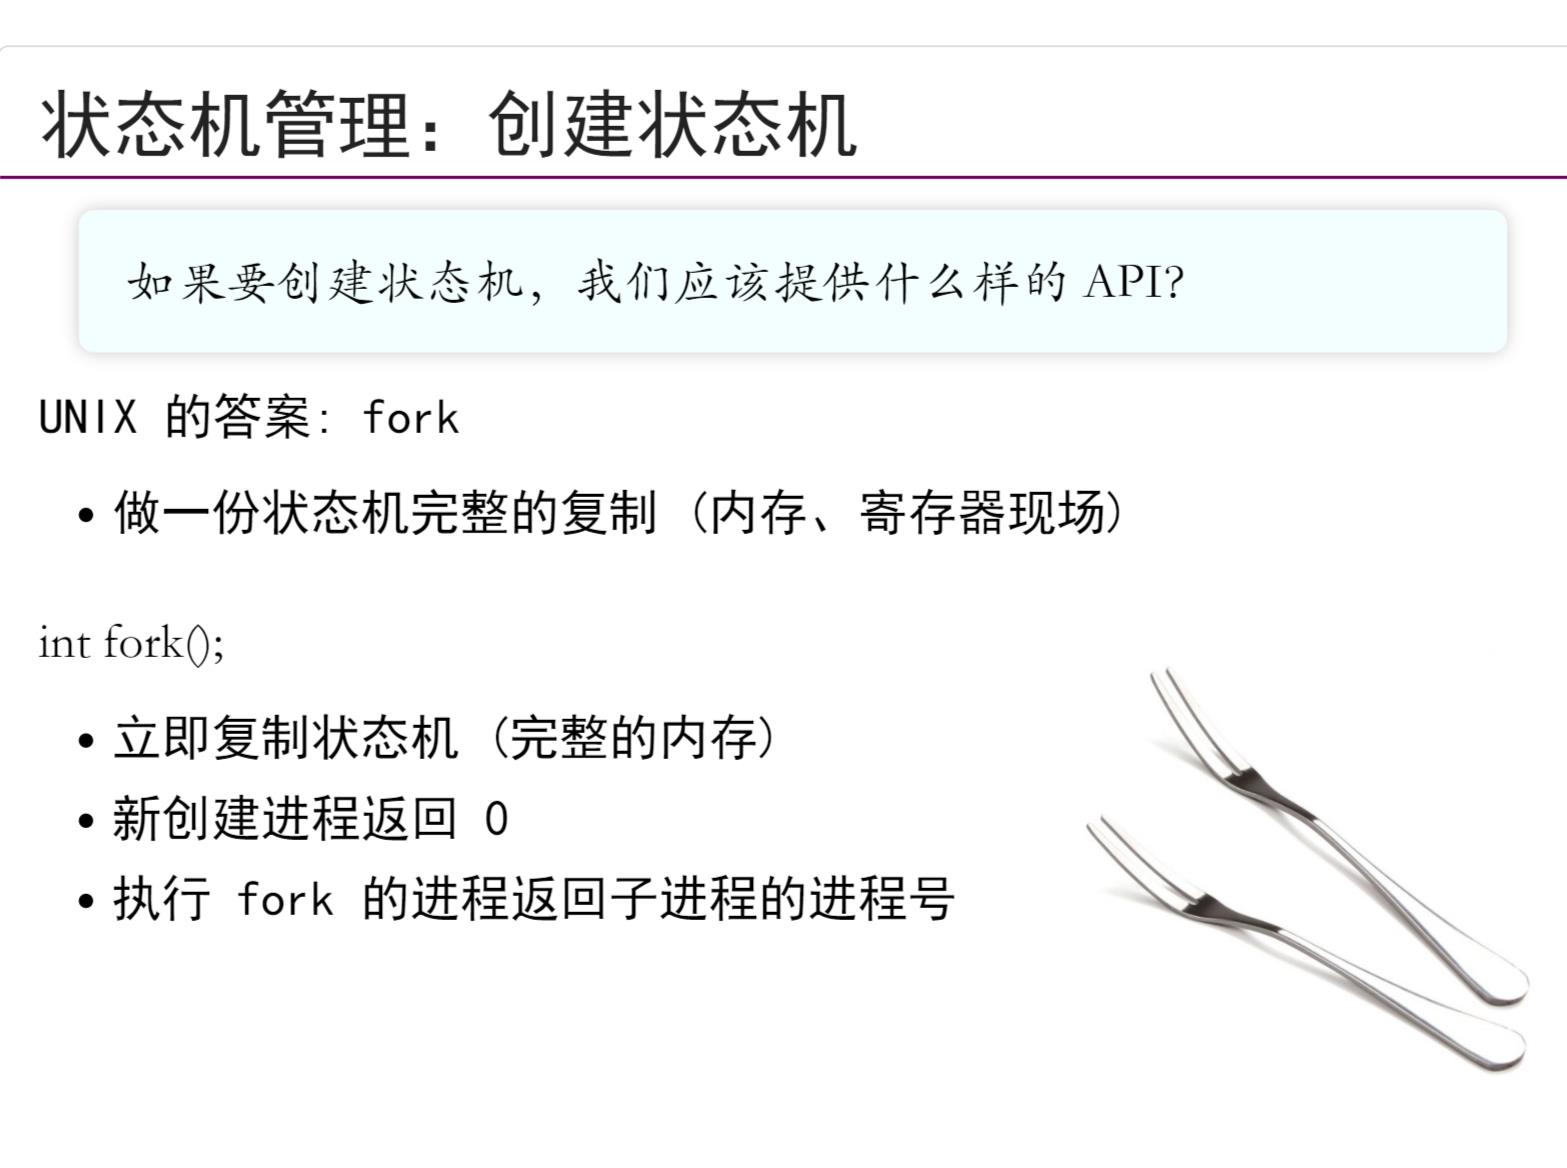 状态机管理：创建状态机
如果要创建状态机，我们应该提供什么样的 API?
UNIX 的答案: fork
• 做一份状态机完整的复制 (内存、寄存器现场)
int fork();
• 立即复制状态机 (完整的内存)
• 新创建进程返回 0
• 执行 fork 的进程返回子进程的进程号